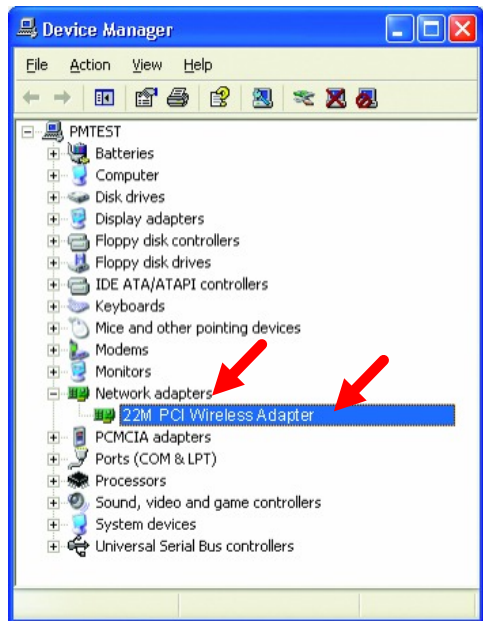 Device Manager
File Action View Help
PMTEST
Batteries
Computer
Disk drives
Display adapters
Floppy disk controllers
Floppy disk drives
IDE ATA/ATAPI controllers
Keyboards
Mice and other pointing devices
Modems
Monitors
Network adapters
22M PCI Wireless Adapter
PCMCIA adapters
Ports (COM & LPT)
Processors
Sound, video and game controllers
System devices
Universal Serial Bus controllers